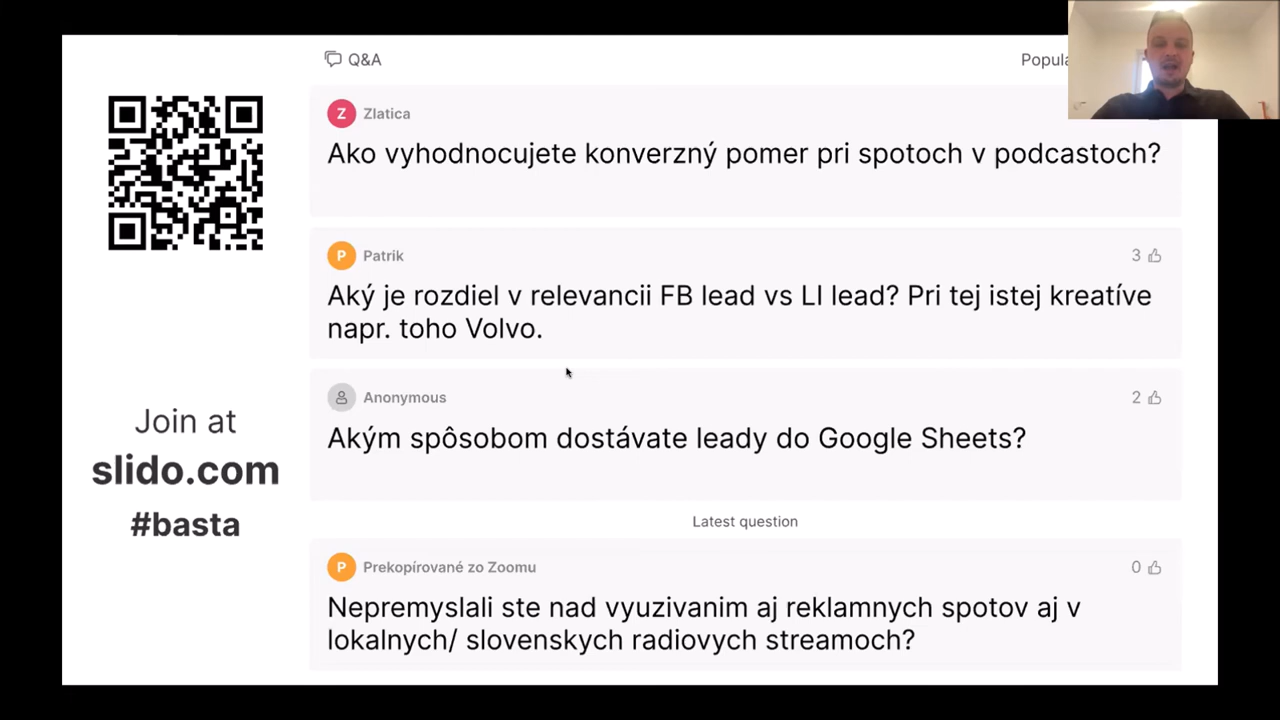 Q&A
Popula
Z Zlatica
Ako vyhodnocujete konverzný pomer pri spotoch v podcastoch?
P Patrik 3
Aký je rozdiel v relevancii FB lead vs LI lead? Pri tej istej kreatíve
napr. toho Volvo.
Anonymous 2
Akým spôsobom dostávate leady do Google Sheets?
Latest question
P Prekopírované zo Zoomu 0
Nepremyslali ste nad vyuzivanim aj reklamnych spotov aj v
lokalnych/ slovenskych radiovych streamoch?
Join at
slido.com
#basta